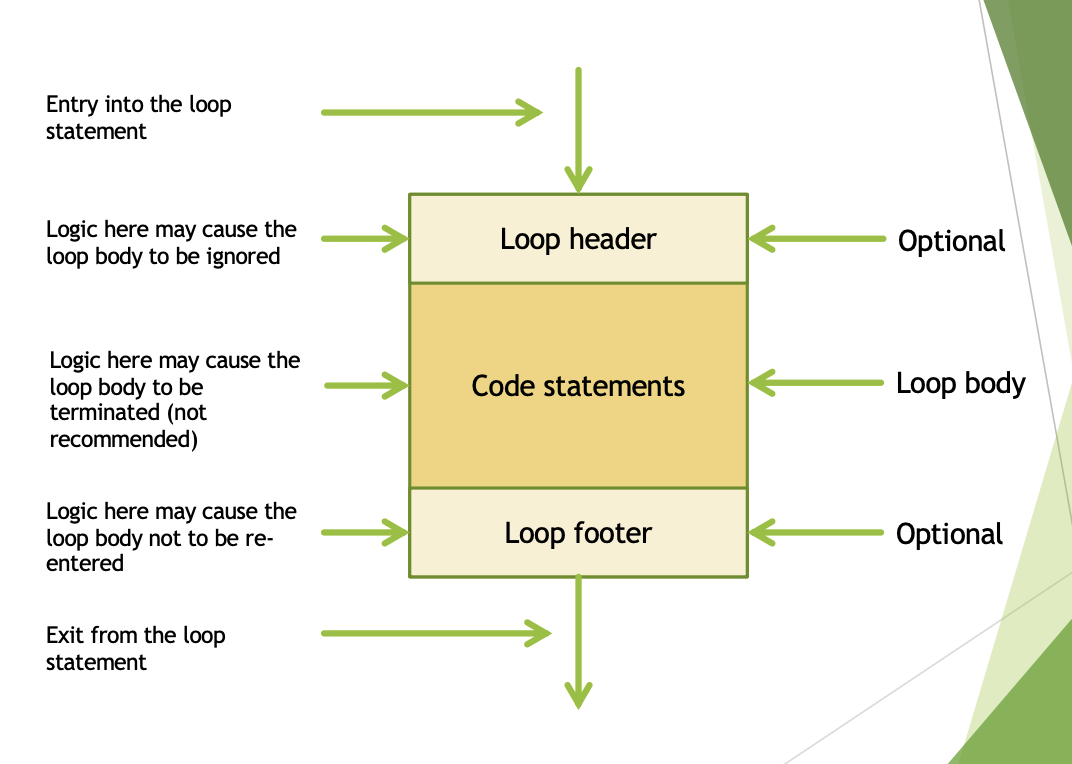 Entry into the loop
statement
Logic here may cause the
loop body to be ignored
Loop header
Optional
Logic here may cause the
loop body to be
terminated (not
recommended)
Code statements
Loop body
Logic here may cause the
loop body not to be re-
entered
Loop footer
Optional
Exit from the loop
statement